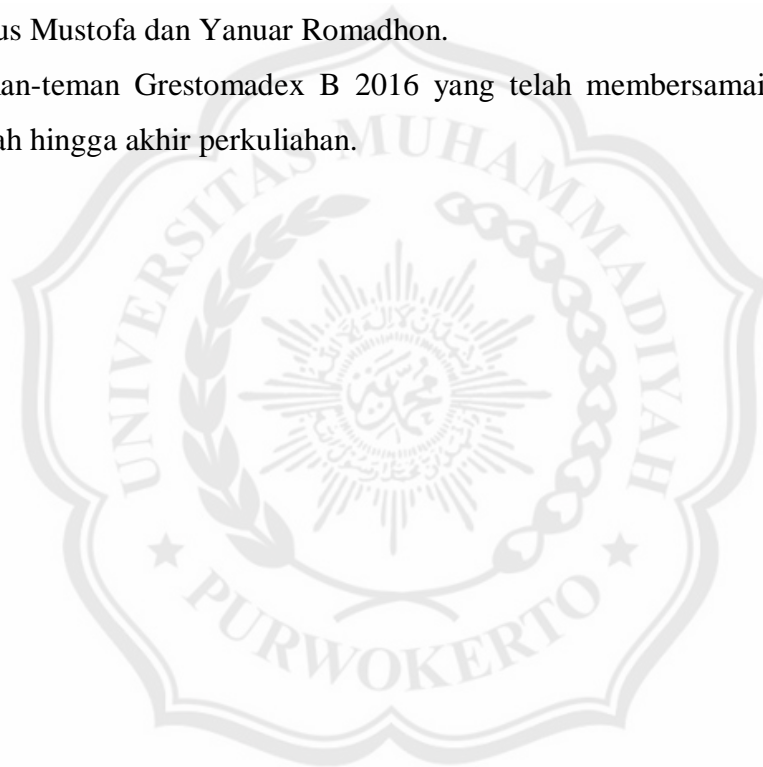 us Mustofa dan Yanuar Romadhon.
an-teman Grestomadex B 2016 yang telah membersamai
ah hingga akhir perkuliahan.
UNIVERSITAS MUHAMMADIYAH
PURWOKERTO